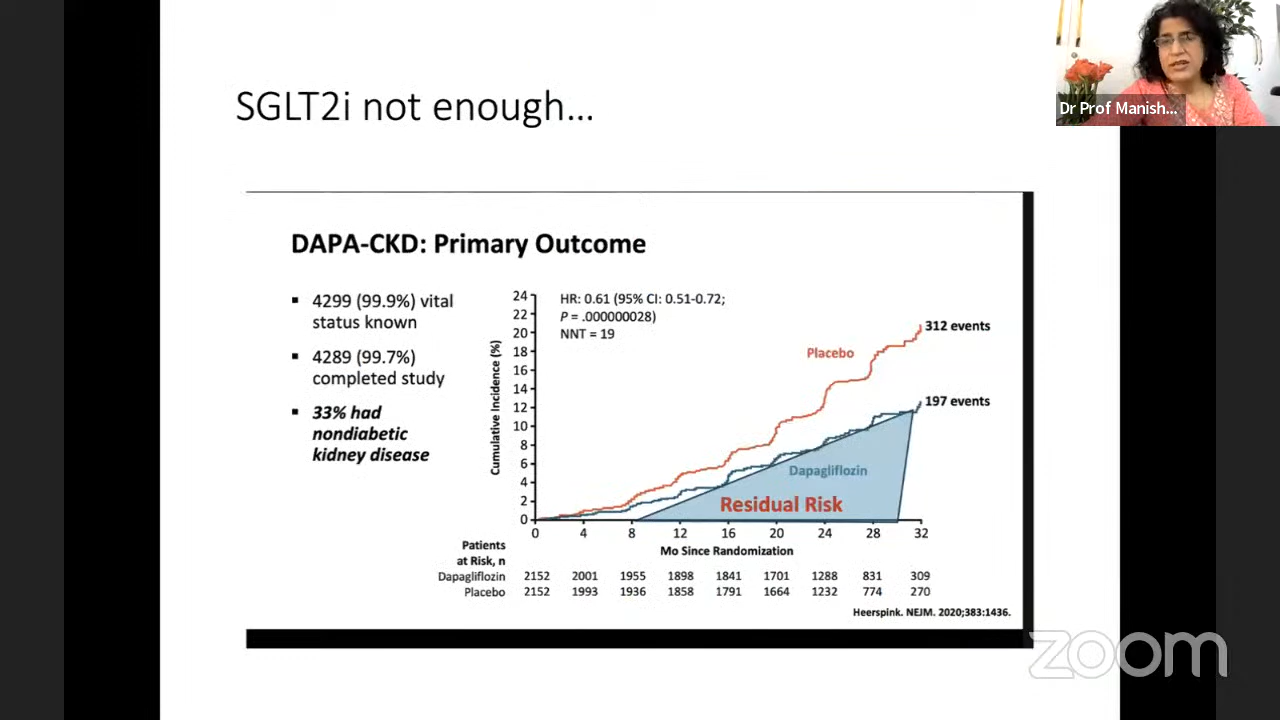 SGLT2i not enough...
Dr Prof Manish...
DAPA-CKD: Primary Outcome
▪ 4299 (99.9%) vital
status known
▪ 4289 (99.7%)
completed study
▪ 33% had
nondiabetic
kidney disease
Cumulative Incidence (%)
24
22
20
18
16
14
12
10
8
6
4
2
0
HR: 0.61 (95% CI: 0.51-0.72;
P = .000000028)
NNT = 19
Placebo
312 events
197 events
Dapagliflozin
Residual Risk
0 4 8 12 16 20 24 28 32
Mo Since Randomization
Patients
at Risk, n
Dapagliflozin 2152 2001 1955 1898 1841 1701 1288 831 309
Placebo 2152 1993 1936 1858 1791 1664 1232 774 270
Heerspink. NEJM. 2020;383:1436.
zoom